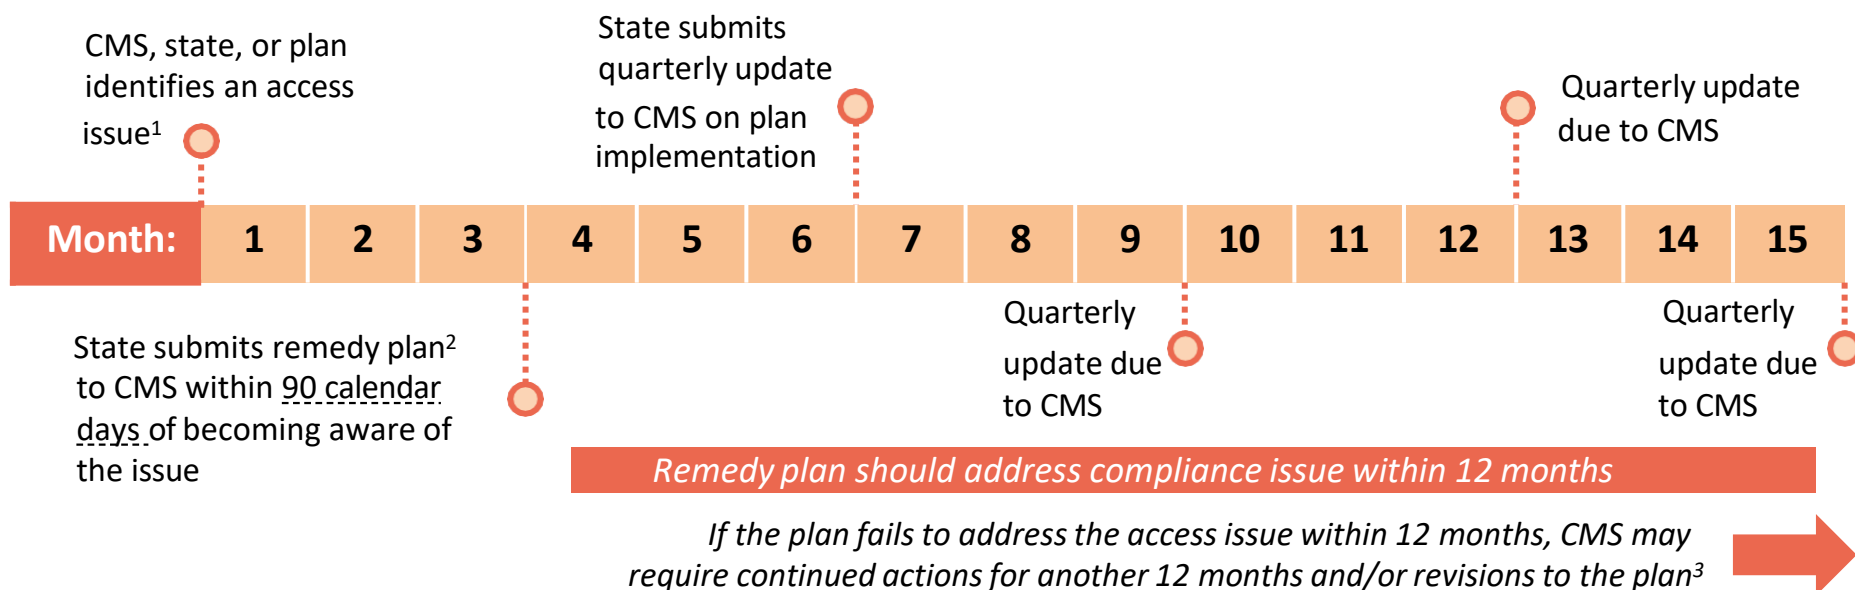 CMS, state, or plan
identifies an access
issue1
State submits
quarterly update
to CMS on plan
implementation
Quarterly update
due to CMS
Month: 1 2 3 4 5 6 7 8 9 10 11 12 13 14 15
State submits remedy plan2
to CMS within 90 calendar
days of becoming aware of
the issue
Quarterly
update due
to CMS
Quarterly
update due
to CMS
Remedy plan should address compliance issue within 12 months
If the plan fails to address the access issue within 12 months, CMS may
require continued actions for another 12 months and/or revisions to the plan3